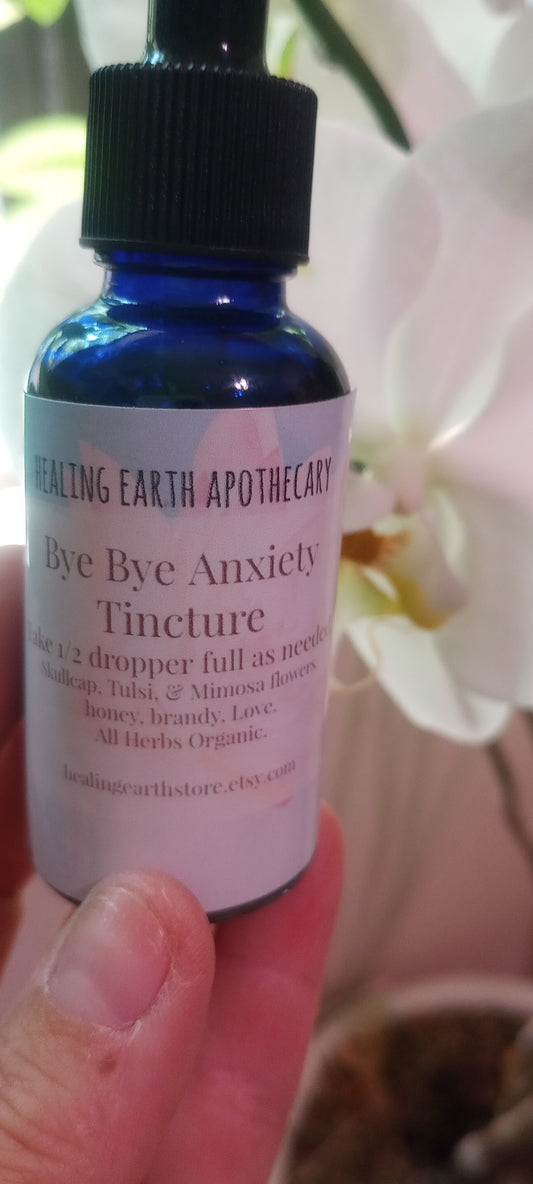 HEALING EARTH APOTHECARY
Bye Bye Anxiety
Tincture
Take 1/2 dropper full as needed.
Skullcap, Tulsi, & Mimosa flowers.
honey, brandy, Love.
All Herbs Organic.
healingearthstore.etsy.com